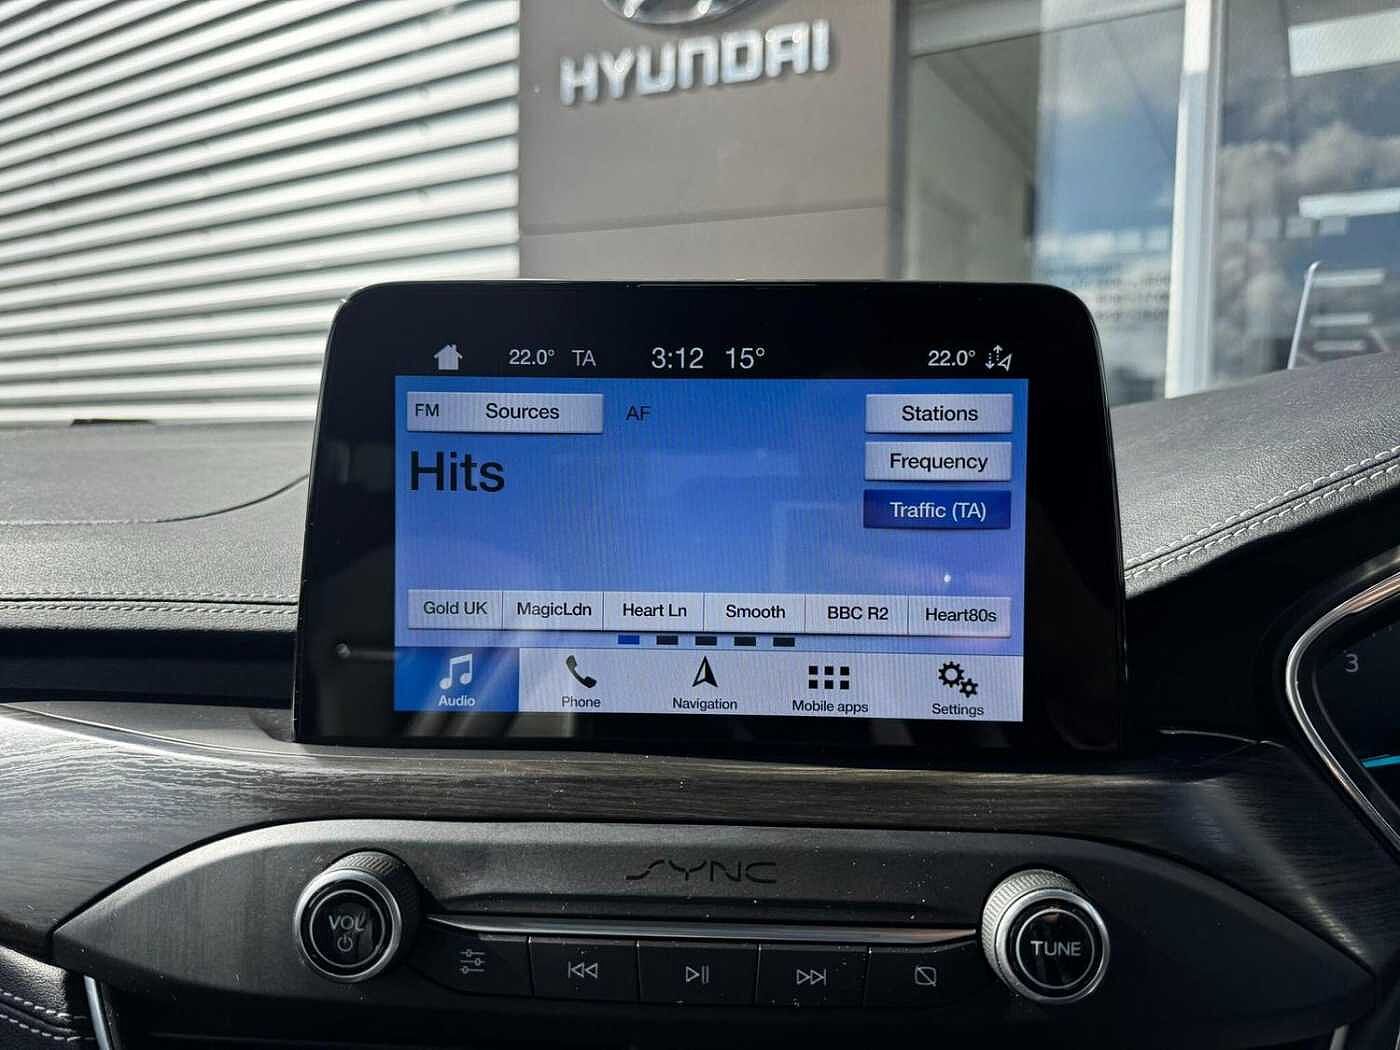 HYUNDAI
22.0° TA 3:12 15° 22.0°
FM Sources AF Stations
Hits
Frequency
Traffic (TA)
Gold UK MagicLdn Heart Ln Smooth BBC R2 Heart80s
Audio Phone Navigation Mobile apps Settings
3
SYNC
VOL
TUNE